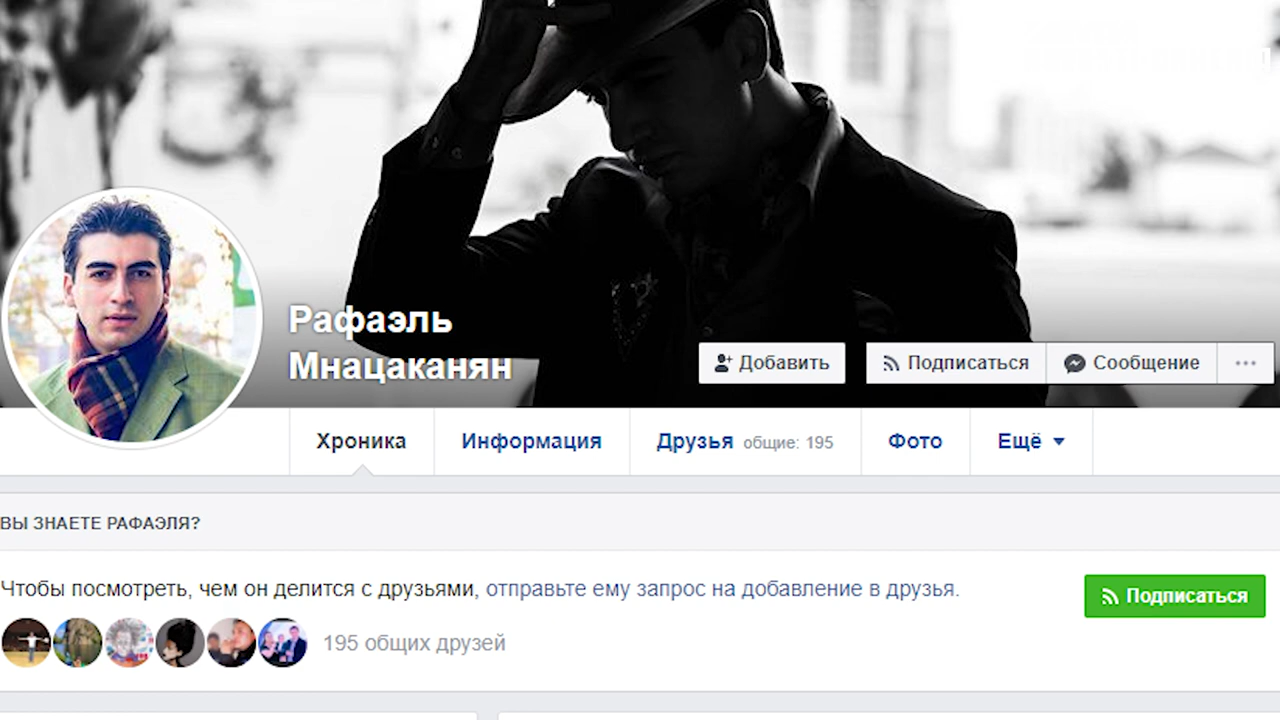 Рафаэль
Мнацаканян
Добавить
Подписаться
Сообщение
Хроника
Информация
Друзья общие: 195
Фото
Ещё
ВЫ ЗНАЕТЕ РАФАЭЛЯ?
Чтобы посмотреть, чем он делится с друзьями, отправьте ему запрос на добавление в друзья.
Подписаться
195 общих друзей